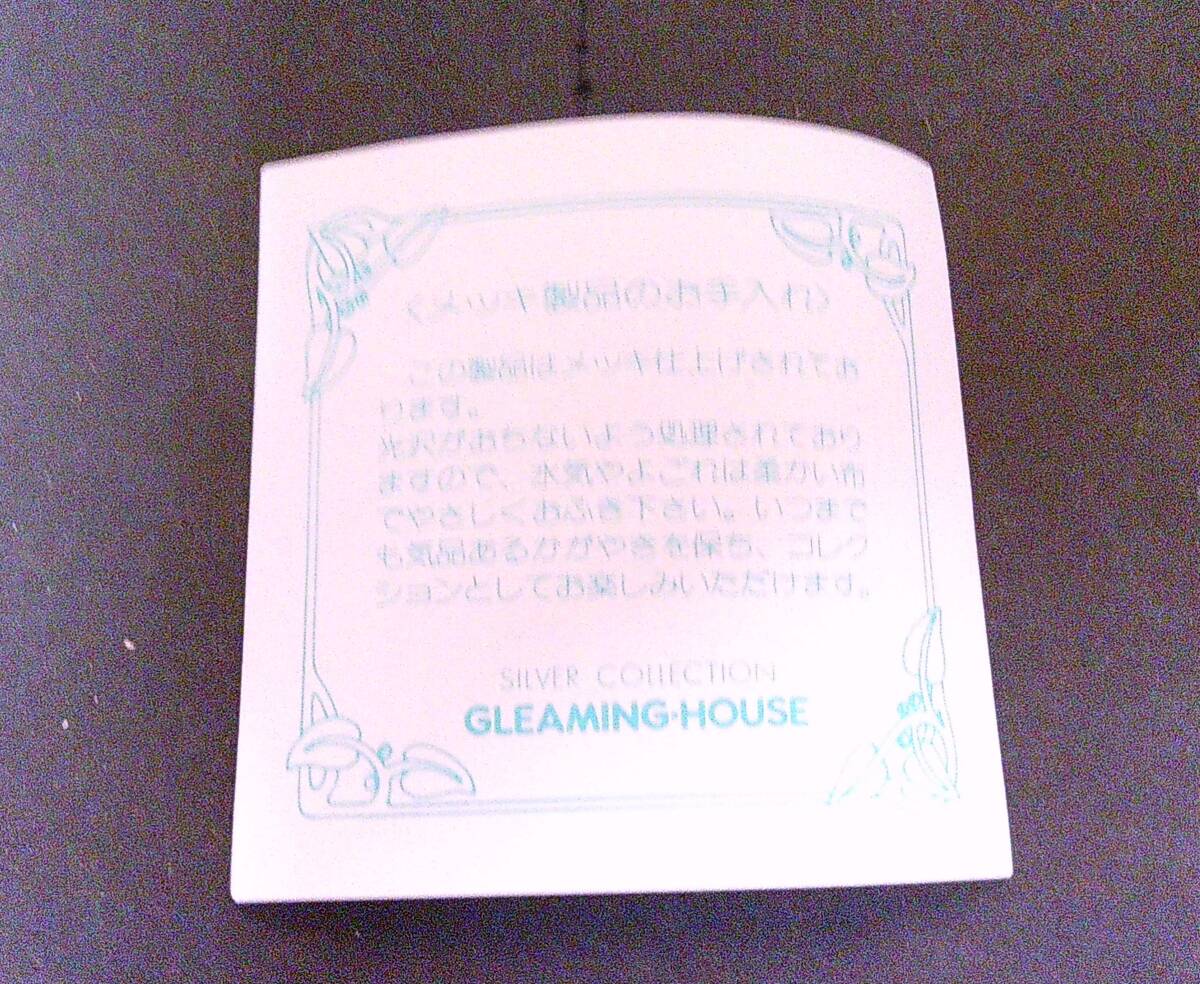 〈メッキ製品のお手入れ〉
この製品はメッキ仕上げされてお
ります。
光沢がおちないよう処理されており
ますので、水気やよごれは柔かい布
でやさしくおふき下さい。いつまで
も気品あるかがやきを保ち、コレク
ションとしてお楽しみいただけます。
SILVER COLLECTION
GLEAMING·HOUSE